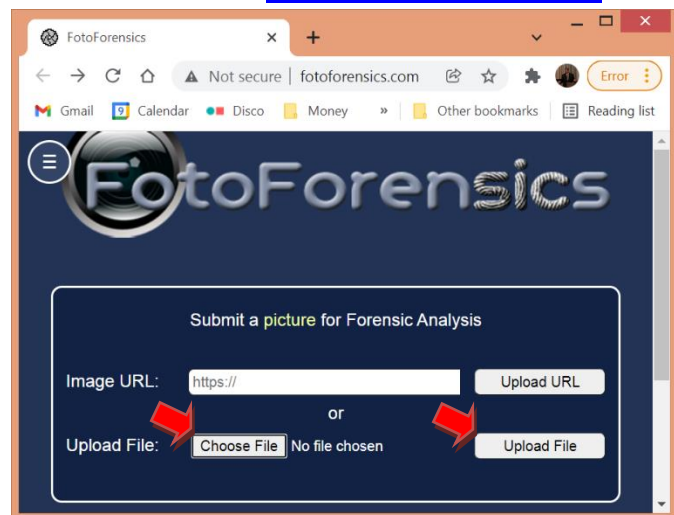 FotoForensics
Not secure | fotoforensics.com Error
Gmail 9 Calendar Disco Money » Other bookmarks Reading list
FotoForensics
Submit a picture for Forensic Analysis
Image URL: https:// Upload URL
or
Upload File: Choose File No file chosen Upload File